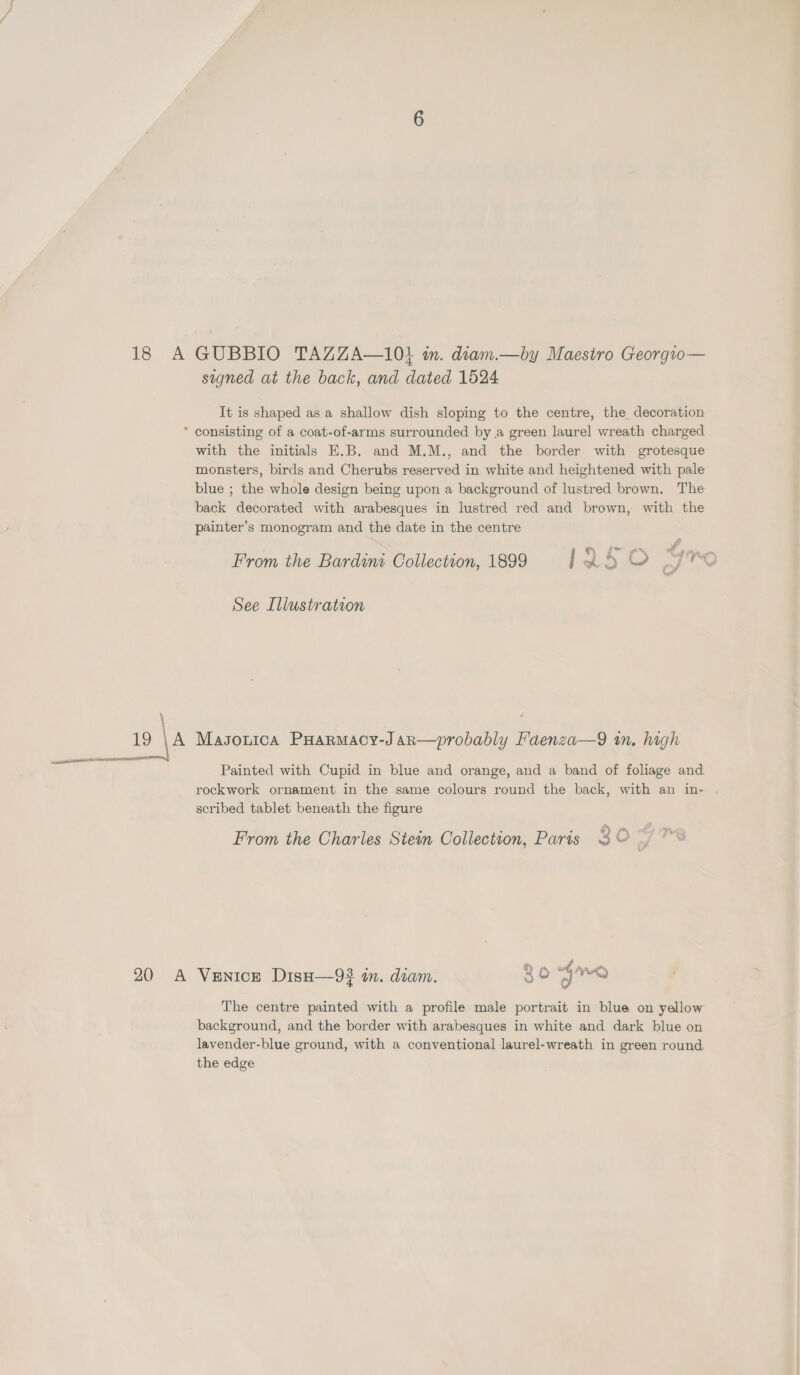 6
18 A GUBBIO TAZZA—10¼ in. diam.—by Maestro Georgio—
signed at the back, and dated 1524
It is shaped as a shallow dish sloping to the centre, the decoration
consisting of a coat-of-arms surrounded by a green laurel wreath charged
with the initials E.B. and M.M., and the border with grotesque
monsters, birds and Cherubs reserved in white and heightened with pale
blue ; the whole design being upon a background of lustred brown. The
back decorated with arabesques in lustred red and brown, with the
painter's monogram and the date in the centre
From the Bardini Collection, 1899 1250
See Illustration
19 A MAJOLICA PHARMACY-JAR—probably Faenza—9 in. high
Painted with Cupid in blue and orange, and a band of foliage and
rockwork ornament in the same colours round the back, with an in-
scribed tablet beneath the figure
From the Charles Stein Collection, Paris 30
20 A VENICE DISH—9¾ in. diam. 30
The centre painted with a profile male portrait in blue on yellow
background, and the border with arabesques in white and dark blue on
lavender-blue ground, with a conventional laurel-wreath in green round
the edge